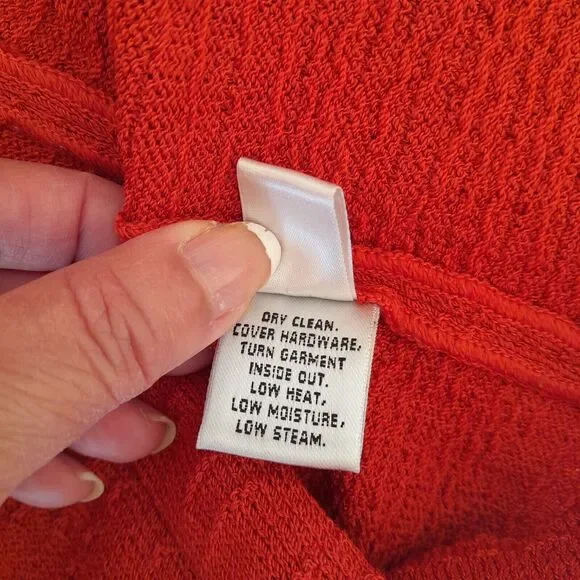 DRY CLEAN.
COVER HARDWARE,
TURN GARMENT
INSIDE OUT.
LOW HEAT,
LOW MOISTURE,
LOW STEAM.